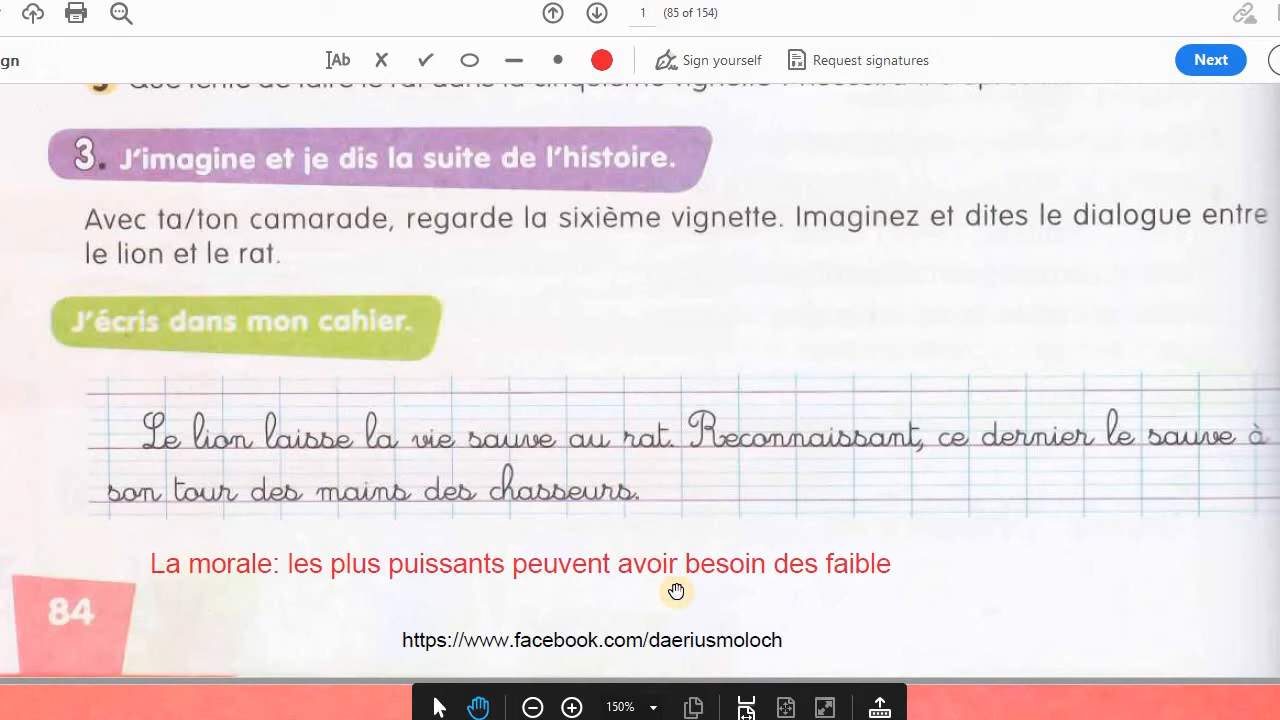 1 (85 of 154)
gn Ab Sign yourself Request signatures Next
3. J'imagine et je dis la suite de l'histoire.
Avec ta/ton camarade, regarde la sixième vignette. Imaginez et dites le dialogue entre
le lion et le rat.
J'écris dans mon cahier.
Le lion laisse la vie sauve au rat. Reconnaissant, ce dernier le sauve à
son tour des mains des chasseurs.
La morale: les plus puissants peuvent avoir besoin des faible
84
https://www.facebook.com/daeriusmoloch
150%